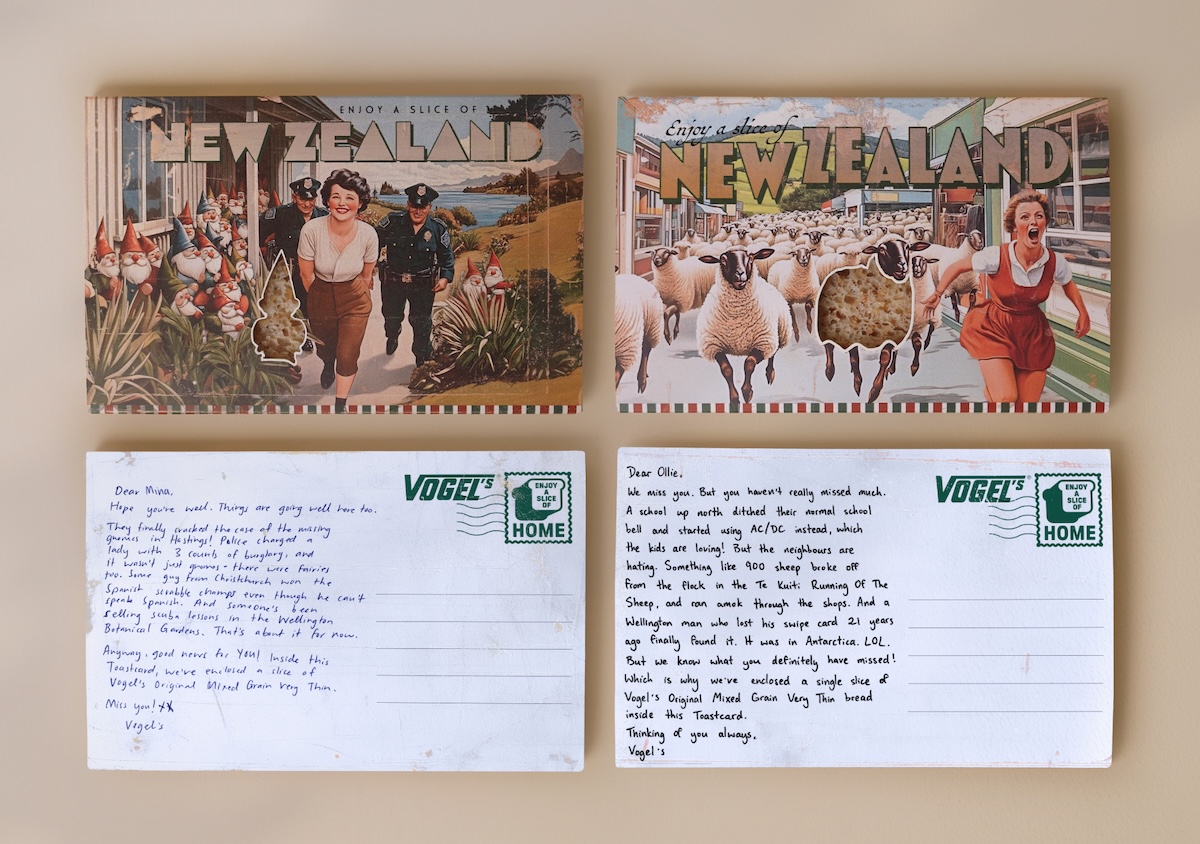 ENJOY A SLICE OF
NEW ZEALAND
Enjoy a slice of
NEW ZEALAND
Dear Mina,
Hope you're well. Things are going well here too.
They finally cracked the case of the missing
gnomes in Hastings! Police charged a
lady with 3 counts of burglary, and
it wasn't just gnomes - there were fairies
too. Some guy from Christchurch won the
Spanish scrabble champs even though he can't
speak Spanish. And someone's been
selling scuba lessons in the Wellington
Botanical Gardens. That's about it for now.
Anyway, good news for YOU! Inside this
Toastcard, we've enclosed a slice of
Vogel's Original Mixed Grain Very Thin.
Miss you! xx
Vogel's
VOGEL'S
ENJOY
A SLICE
OF
HOME
Dear Ollie,
We miss you. But you haven't really missed much.
A school up north ditched their normal school
bell and started using AC/DC instead, which
the kids are loving! But the neighbours are
hating. Something like 900 sheep broke off
from the flock in the Te Kuiti Running Of The
Sheep, and ran amok through the shops. And a
Wellington man who lost his swipe card 21 years
ago finally found it. It was in Antarctica. LOL.
But we know what you definitely have missed!
Which is why we've enclosed a single slice of
Vogel's Original Mixed Grain Very Thin bread
inside this Toastcard.
Thinking of you always,
Vogel's
VOGEL'S®
ENJOY
A SLICE
OF
HOME